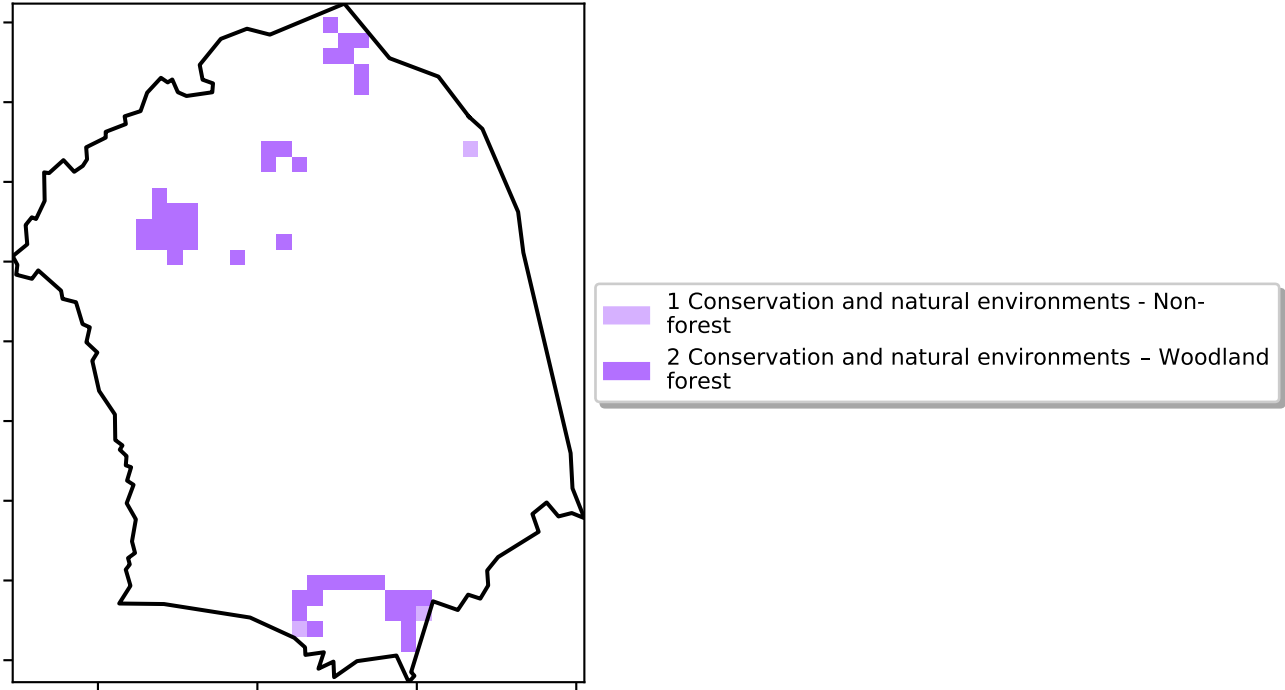 1 Conservation and natural environments - Non-
forest
2 Conservation and natural environments – Woodland
forest